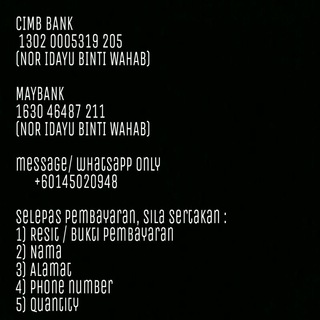 CIMB BANK
1302 0005319 205
(NOR IDAYU BINTI WAHAB)
MAYBANK
1630 46487 211
(NOR IDAYU BINTI WAHAB)
message/ whatsapp only
+60145020948
selepas pembayaran, sila sertakan :
1) Resit / bukti pembayaran
2) Nama
3) Alamat
4) Phone number
5) Quantity